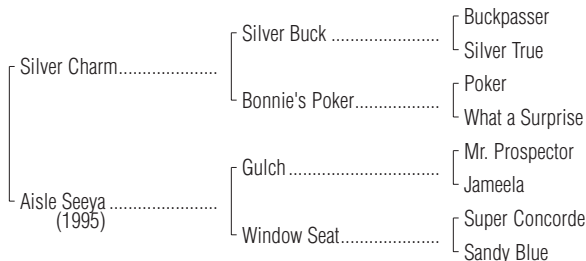 Silver Charm....................
Aisle Seeya ......................
(1995)
Silver Buck ......................
Bonnie's Poker.................
Gulch ...............................
Window Seat....................
Buckpasser
Silver True
Poker
What a Surprise
Mr. Prospector
Jameela
Super Concorde
Sandy Blue